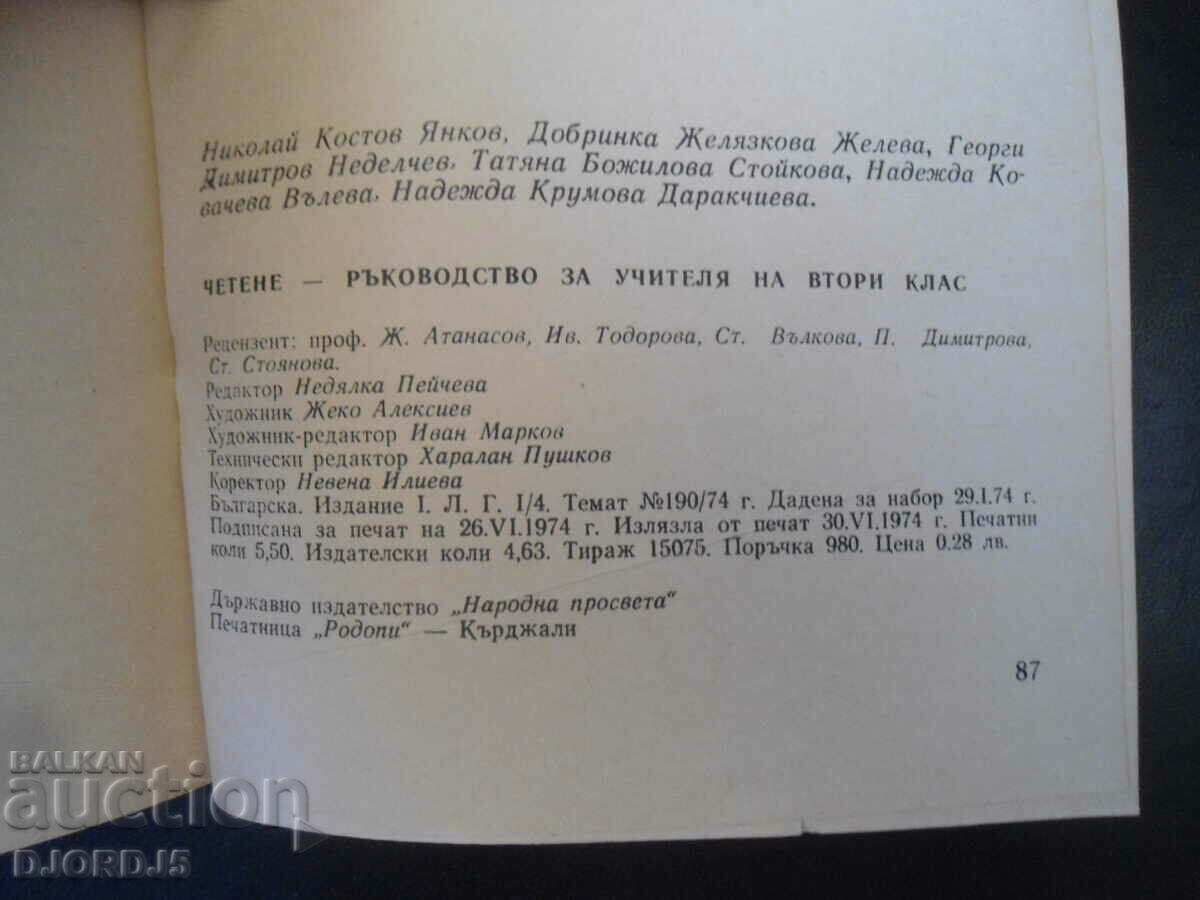 Николай Костов Янков, Добринка Желязкова Желева, Георги
Димитров Неделчев, Татяна Божилова Стойкова, Надежда Ко-
вачева Вълева, Надежда Крумова Даракчиева.
ЧЕТЕНЕ — РЪКОВОДСТВО ЗА УЧИТЕЛЯ НА ВТОРИ КЛАС
Рецензент: проф. Ж. Атанасов, Ив. Тодорова, Ст. Вълкова, П. Димитрова,
Ст. Стоянова.
Редактор Недялка Пейчева
Художник Жеко Алексиев
Художник-редактор Иван Марков
Технически редактор Харалан Пушков
Коректор Невена Илиева
Българска. Издание I. Л. Г. I/4. Темат №190/74 г. Дадена за набор 29.I.74 г.
Подписана за печат на 26.VI.1974 г. Излязла от печат 30.VI.1974 г. Печатни
коли 5,50. Издателски коли 4,63. Тираж 15075. Поръчка 980. Цена 0.28 лв.
Държавно издателство „Народна просвета“
Печатница „Родопи“ — Кърджали
87
BALKAN
auction
DJORDJ5